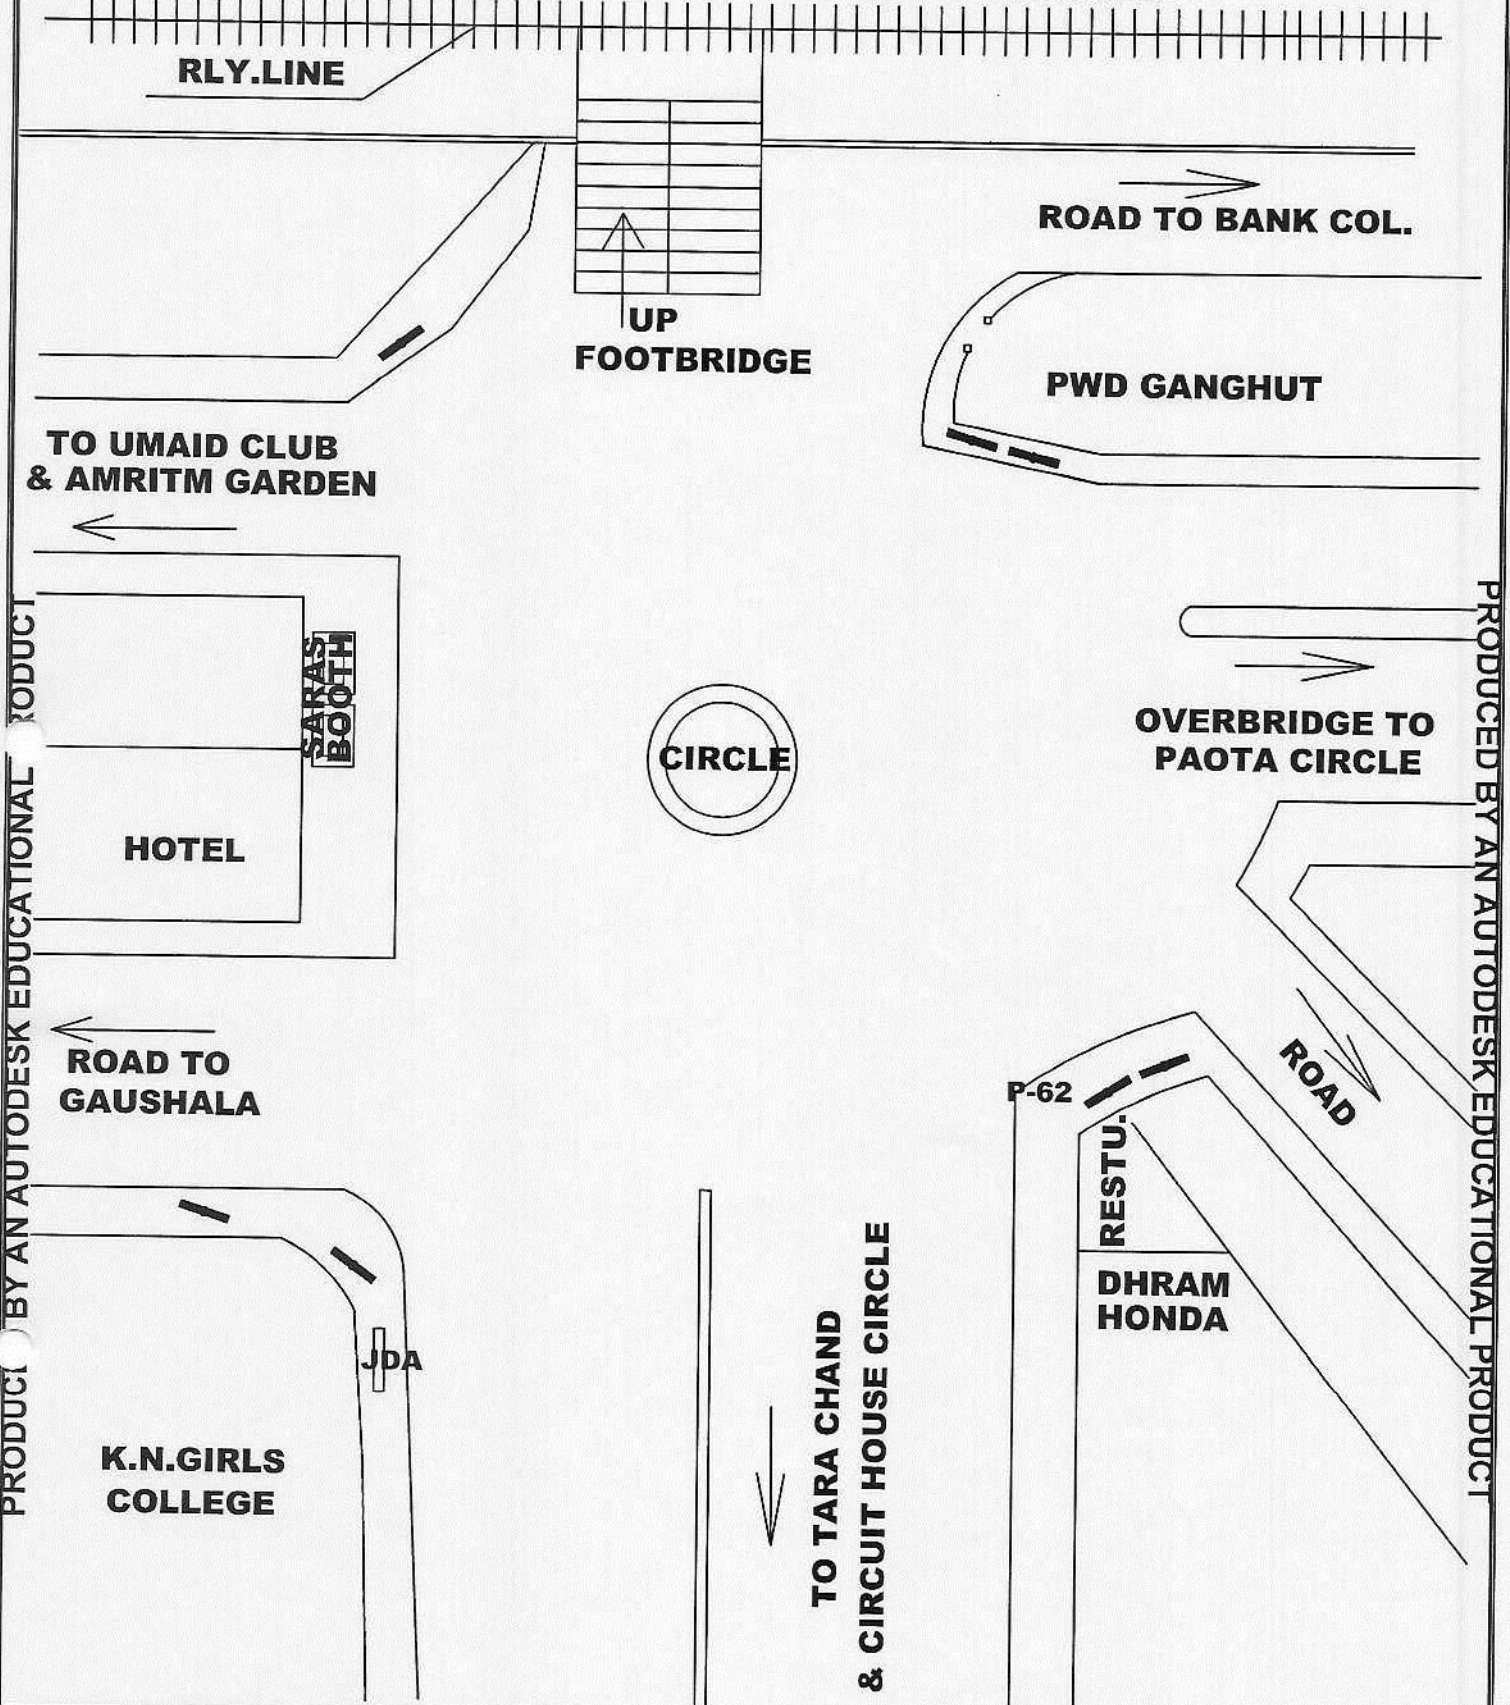 RLY.LINE
ROAD TO BANK COL.
UP
FOOTBRIDGE
PWD GANGHUT
TO UMAID CLUB
& AMRITM GARDEN
SARAS
BOOTH
CIRCLE
OVERBRIDGE TO
PAOTA CIRCLE
HOTEL
ROAD TO
GAUSHALA
P-62
ROAD
RESTU.
DHRAM
HONDA
JDA
K.N.GIRLS
COLLEGE
TO TARA CHAND
& CIRCUIT HOUSE CIRCLE
PRODUC BY AN AUTODESK EDUCATIONAL RODUCT
PRODUCED BY AN AUTODESK EDUCATIONAL PRODUCT